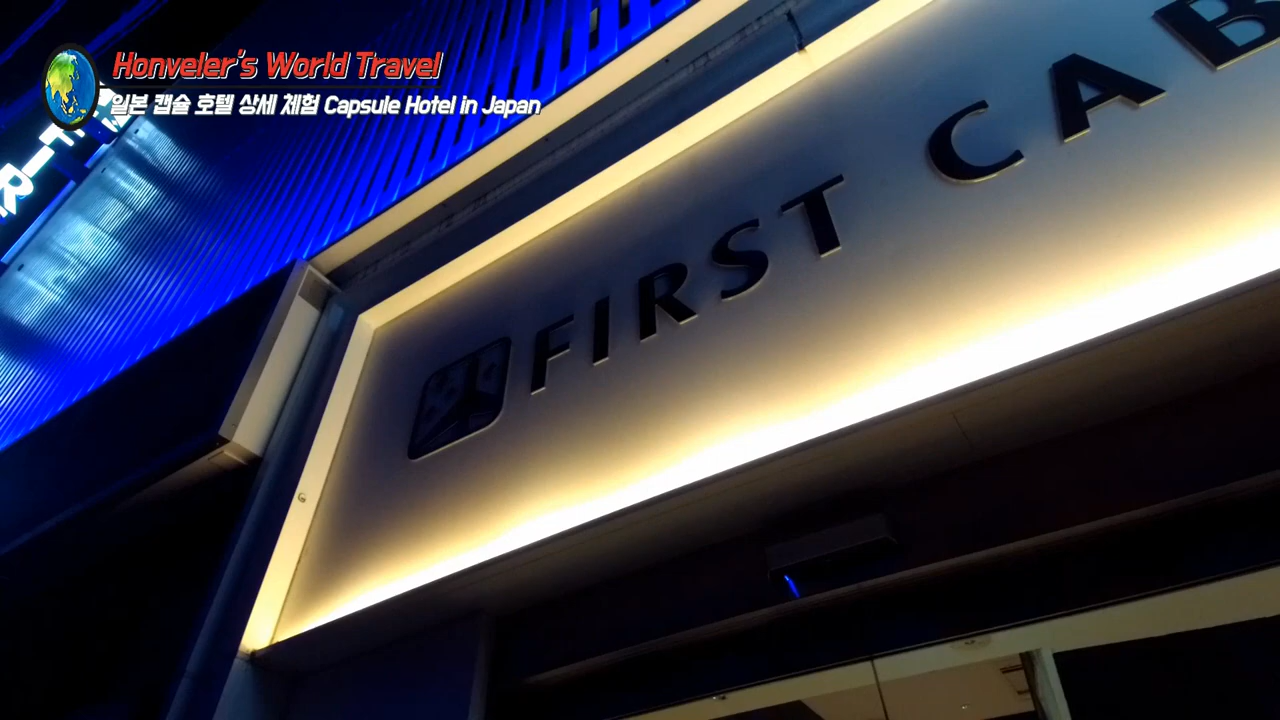 Honveler's World Travel
일본 캡슐 호텔 상세 체험 Capsule Hotel in Japan
FIRST CAB